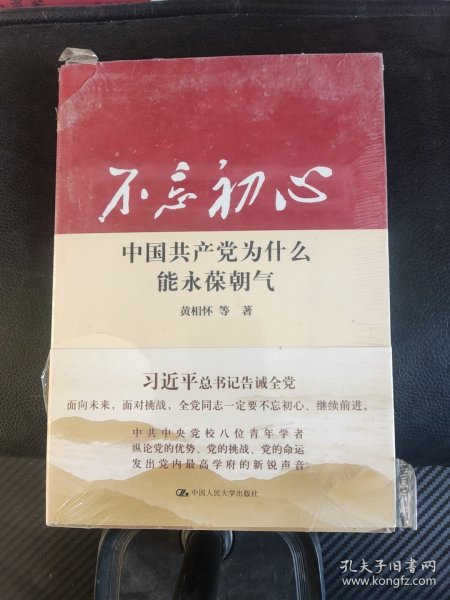 不忘初心
中国共产党为什么
能永葆朝气
黄相怀 等 著
习近平总书记告诫全党
面向未来，面对挑战，全党同志一定要不忘初心、继续前进。
中共中央党校八位青年学者
纵论党的优势、党的挑战、党的命运
发出党内最高学府的新锐声音
中国人民大学出版社
孔夫子旧书网
www.kongfz.com